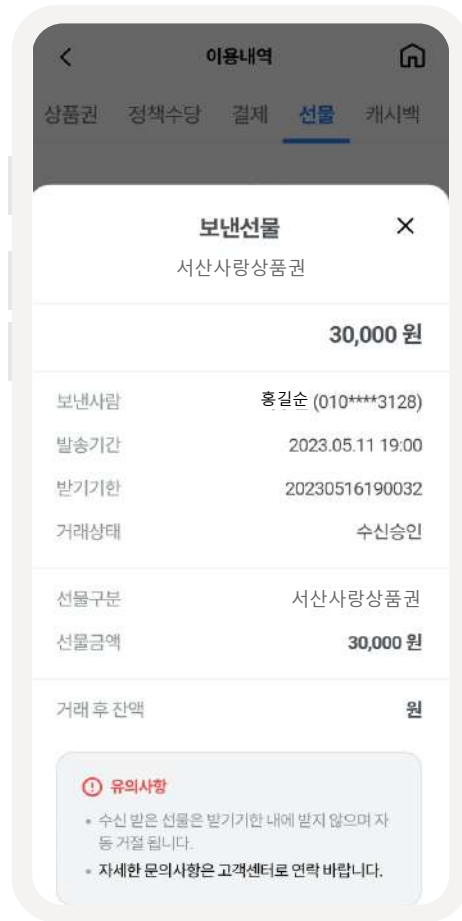 이용내역
상품권 정책수당 결제 선물 캐시백
보낸선물
서산사랑상품권
30,000 원
보낸사람 홍길순 (010****3128)
발송기간 2023.05.11 19:00
받기기한 20230516190032
거래상태 수신승인
선물구분 서산사랑상품권
선물금액 30,000 원
거래 후 잔액 원
유의사항
• 수신 받은 선물은 받기기한 내에 받지 않으며 자
동 거절 됩니다.
• 자세한 문의사항은 고객센터로 연락 바랍니다.